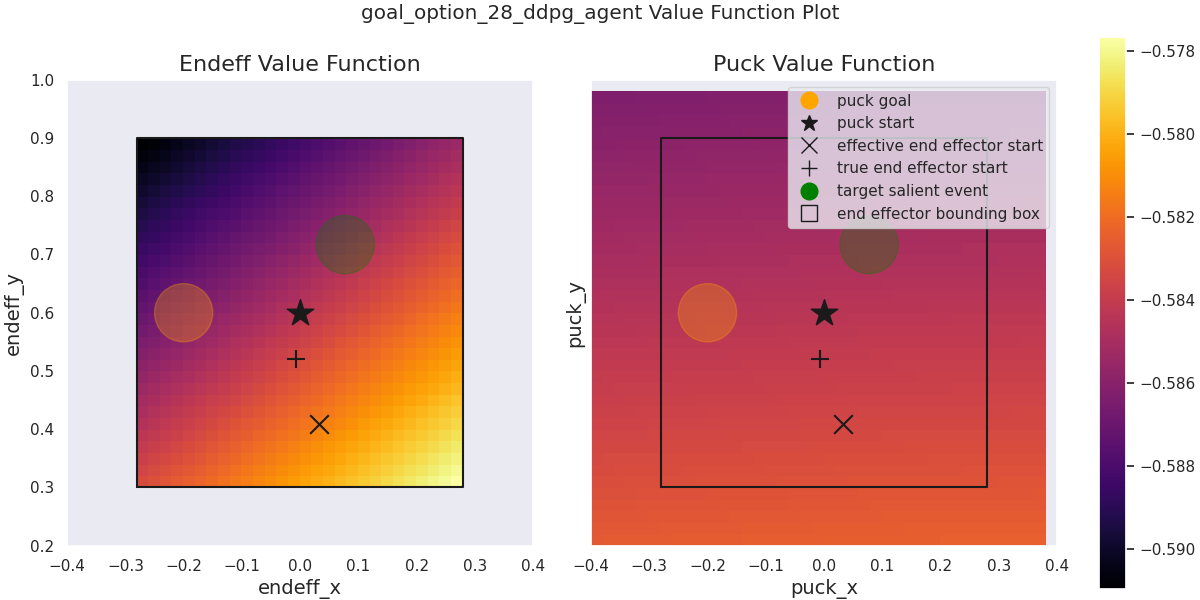 goal_option_28_ddpg_agent Value Function Plot
Endeff Value Function
1.0
0.9
0.8
0.7
0.6
0.5
0.4
0.3
0.2
endeff_y
−0.4 −0.3 −0.2 −0.1 0.0 0.1 0.2 0.3 0.4
endeff_x
Puck Value Function
puck goal
puck start
effective end effector start
true end effector start
target salient event
end effector bounding box
puck_y
−0.4 −0.3 −0.2 −0.1 0.0 0.1 0.2 0.3 0.4
puck_x
−0.578
−0.580
−0.582
−0.584
−0.586
−0.588
−0.590